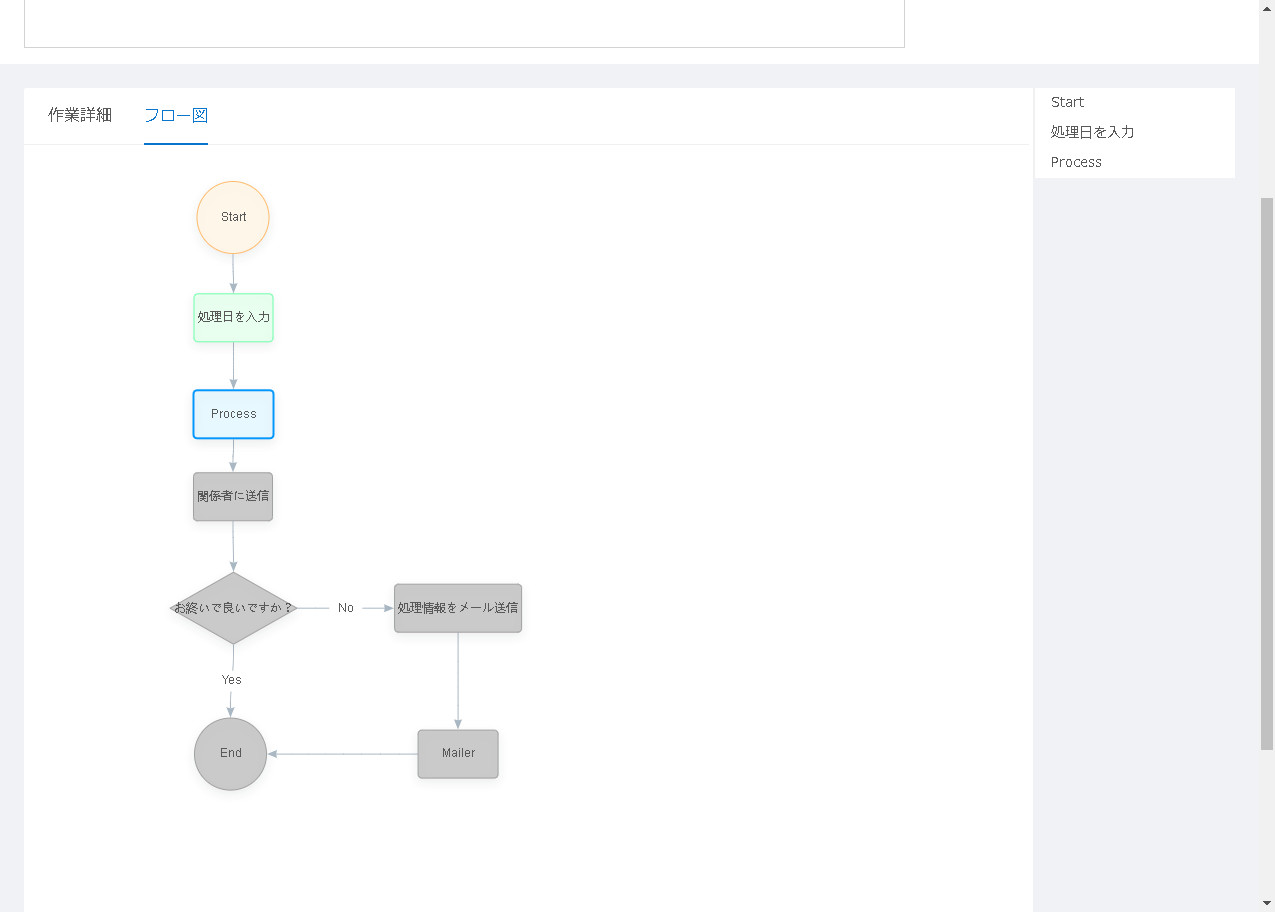 作業詳細
フロー図
Start
処理日を入力
Process
Start
処理日を入力
Process
関係者に送信
お終いで良いですか？
No
処理情報をメール送信
Yes
End
Mailer